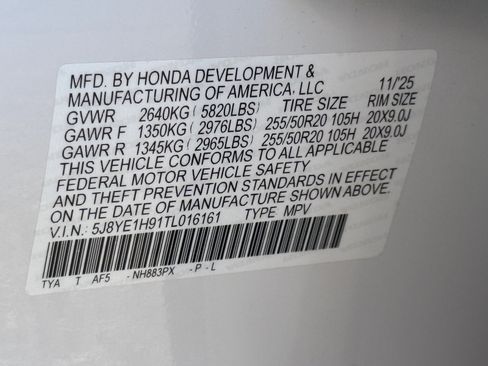 MFD. BY HONDA DEVELOPMENT &
MANUFACTURING OF AMERICA, LLC 11/25
GVWR 2640KG (5820LBS) TIRE SIZE RIM SIZE
GAWR F 1350KG (2976LBS) 255/50R20 105H 20X9.0J
GAWR R 1345KG (2965LBS) 255/50R20 105H 20X9.0J
THIS VEHICLE CONFORMS TO ALL APPLICABLE
FEDERAL MOTOR VEHICLE SAFETY
AND THEFT PREVENTION STANDARDS IN EFFECT
ON THE DATE OF MANUFACTURE SHOWN ABOVE.
V.I.N.: 5J8YE1H91TL016161 TYPE: MPV
TYA T AF5 - NH883PX - P - L